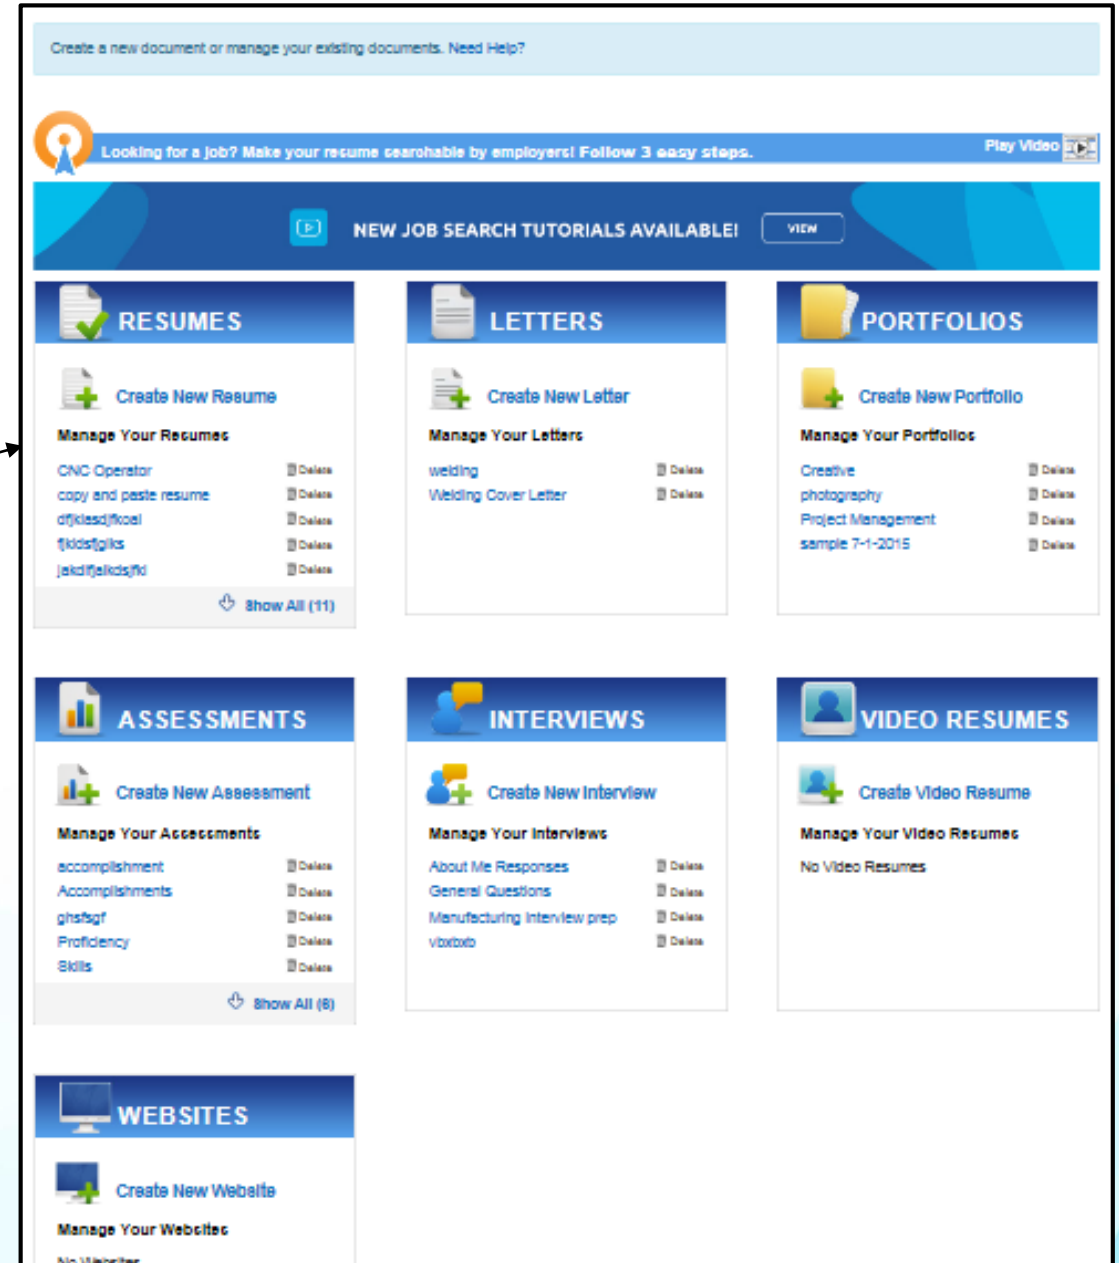 Create a new document or manage your existing documents. Need Help?
Looking for a job? Make your resume searchable by employers! Follow 3 easy steps.
Play Video
NEW JOB SEARCH TUTORIALS AVAILABLE!
VIEW
RESUMES
Create New Resume
Manage Your Resumes
CNC Operator Delete
copy and paste resume Delete
Delete
Delete
Delete
Show All (11)
LETTERS
Create New Letter
Manage Your Letters
welding Delete
Welding Cover Letter Delete
PORTFOLIOS
Create New Portfolio
Manage Your Portfolios
Creative Delete
photography Delete
Project Management Delete
sample 7-1-2015 Delete
ASSESSMENTS
Create New Assessment
Manage Your Assessments
accomplishment Delete
Accomplishments Delete
ghsfsgf Delete
Proficiency Delete
Skills Delete
Show All (6)
INTERVIEWS
Create New Interview
Manage Your Interviews
About Me Responses Delete
General Questions Delete
Manufacturing Interview prep Delete
vbxbxb Delete
VIDEO RESUMES
Create Video Resume
Manage Your Video Resumes
No Video Resumes
WEBSITES
Create New Website
Manage Your Websites
No Websites